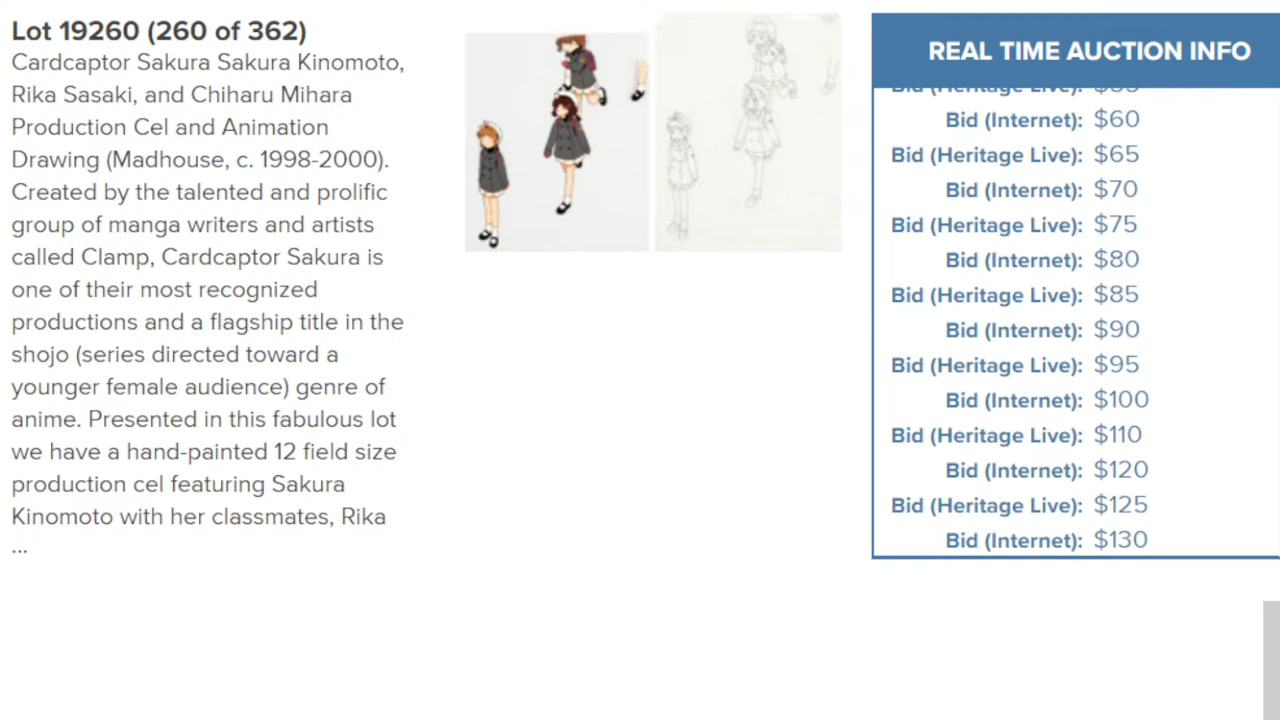 Lot 19260 (260 of 362)
Cardcaptor Sakura Sakura Kinomoto,
Rika Sasaki, and Chiharu Mihara
Production Cel and Animation
Drawing (Madhouse, c. 1998-2000).
Created by the talented and prolific
group of manga writers and artists
called Clamp, Cardcaptor Sakura is
one of their most recognized
productions and a flagship title in the
shojo (series directed toward a
younger female audience) genre of
anime. Presented in this fabulous lot
we have a hand-painted 12 field size
production cel featuring Sakura
Kinomoto with her classmates, Rika
...
REAL TIME AUCTION INFO
Bid (Heritage Live):
Bid (Internet): $60
Bid (Heritage Live): $65
Bid (Internet): $70
Bid (Heritage Live): $75
Bid (Internet): $80
Bid (Heritage Live): $85
Bid (Internet): $90
Bid (Heritage Live): $95
Bid (Internet): $100
Bid (Heritage Live): $110
Bid (Internet): $120
Bid (Heritage Live): $125
Bid (Internet): $130